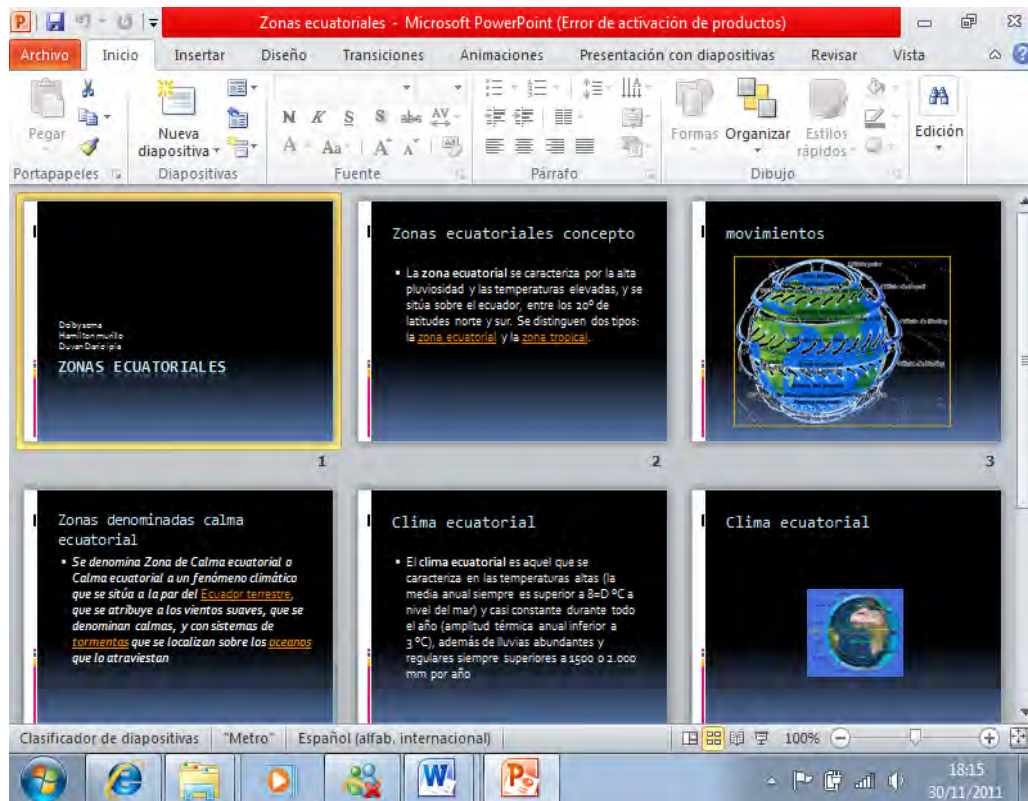 Zonas ecuatoriales - Microsoft PowerPoint (Error de activación de productos)
Archivo Inicio Insertar Diseño Transiciones Animaciones Presentación con diapositivas Revisar Vista
Pegar
Nueva diapositiva
N K S S abc AV
A Aa A A
Formas Organizar Estilos rápidos
Edición
Portapapeles Diapositivas Fuente Párrafo Dibujo
Hamilton murillo
ZONAS ECUATORIALES
1
Zonas ecuatoriales concepto
La zona ecuatorial se caracteriza por la alta
pluviosidad y las temperaturas elevadas, y se
sitúa sobre el ecuador, entre los 20º de
latitudes norte y sur. Se distinguen dos tipos:
la zona ecuatorial y la zona tropical.
2
movimientos
3
Zonas denominadas calma
ecuatorial
Se denomina Zona de Calma ecuatorial o
Calma ecuatorial a un fenómeno climático
que se sitúa a la par del Ecuador terrestre,
que se atribuye a los vientos suaves, que se
denominan calmas, y con sistemas de
tormentas que se localizan sobre los oceanos
que lo atraviestan
Clima ecuatorial
El clima ecuatorial es aquel que se
caracteriza en las temperaturas altas (la
media anual siempre es superior a 8=D ºC a
nivel del mar) y casi constante durante todo
el año (amplitud térmica anual inferior a
3 ºC), además de lluvias abundantes y
regulares siempre superiores a 1500 o 2.000
mm por año
Clima ecuatorial
Clasificador de diapositivas "Metro" Español (alfab. internacional) 100%
18:15
30/11/2011